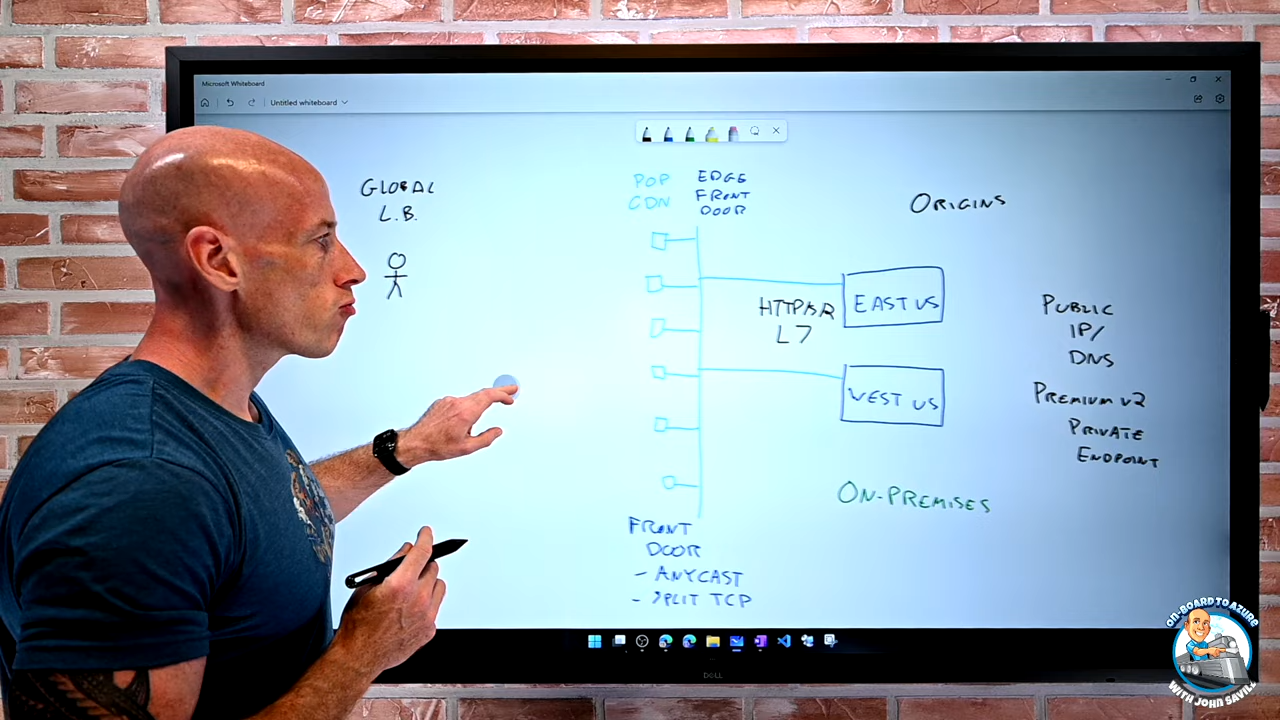 Microsoft Whiteboard
Untitled whiteboard
GLOBAL
L.B.
POP
CDN
EDGE
FRONT
DOOR
ORIGINS
HTTP/S
L7
EAST US
WEST US
PUBLIC
IP/
DNS
PREMIUM V2
PRIVATE
ENDPOINT
ON-PREMISES
FRONT
DOOR
- ANYCAST
- SPLIT TCP
DELL
ON-BOARD TO AZURE
WITH JOHN SAVILL